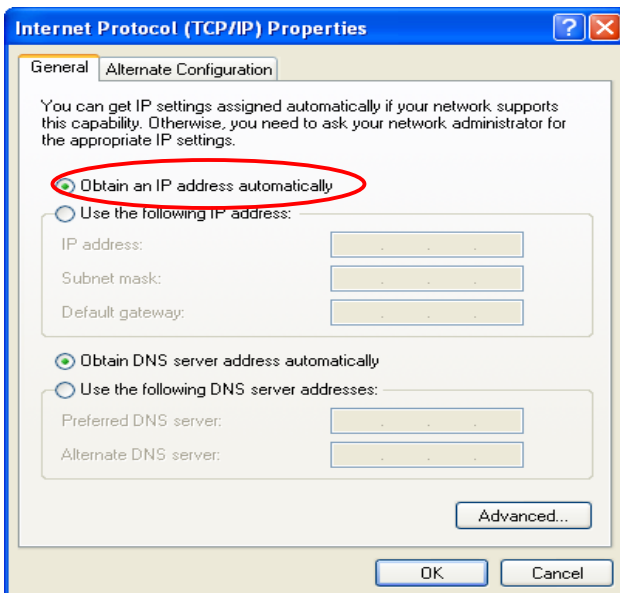 Internet Protocol (TCP/IP) Properties
General
Alternate Configuration
You can get IP settings assigned automatically if your network supports
this capability. Otherwise, you need to ask your network administrator for
the appropriate IP settings.
Obtain an IP address automatically
Use the following IP address:
IP address:
Subnet mask:
Default gateway:
Obtain DNS server address automatically
Use the following DNS server addresses:
Preferred DNS server:
Alternate DNS server:
Advanced...
OK
Cancel